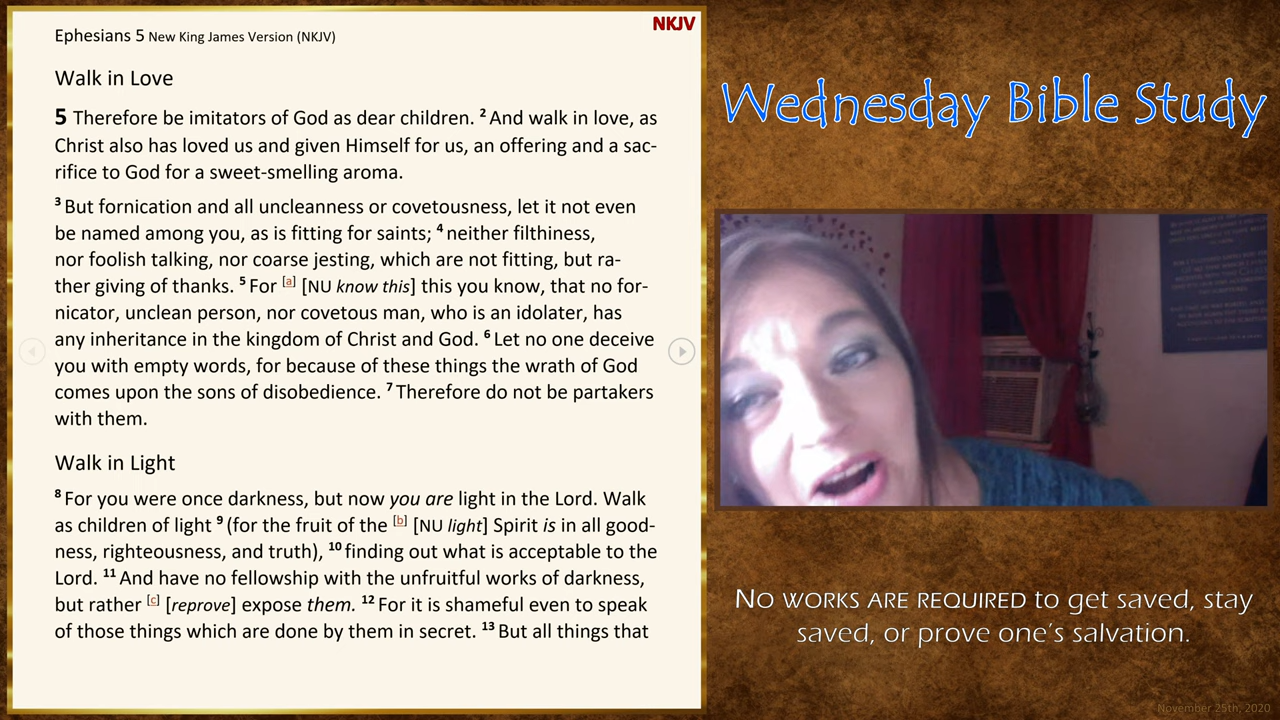 NKJV
Ephesians 5 New King James Version (NKJV)
Walk in Love
5 Therefore be imitators of God as dear children. 2 And walk in love, as
Christ also has loved us and given Himself for us, an offering and a sac-
rifice to God for a sweet-smelling aroma.
3 But fornication and all uncleanness or covetousness, let it not even
be named among you, as is fitting for saints; 4 neither filthiness,
nor foolish talking, nor coarse jesting, which are not fitting, but ra-
ther giving of thanks. 5 For [a] [NU know this] this you know, that no for-
nicator, unclean person, nor covetous man, who is an idolater, has
any inheritance in the kingdom of Christ and God. 6 Let no one deceive
you with empty words, for because of these things the wrath of God
comes upon the sons of disobedience. 7 Therefore do not be partakers
with them.
Walk in Light
8 For you were once darkness, but now you are light in the Lord. Walk
as children of light 9 (for the fruit of the [b] [NU light] Spirit is in all good-
ness, righteousness, and truth), 10 finding out what is acceptable to the
Lord. 11 And have no fellowship with the unfruitful works of darkness,
but rather [c] [reprove] expose them. 12 For it is shameful even to speak
of those things which are done by them in secret. 13 But all things that
Wednesday Bible Study
No works are required to get saved, stay
saved, or prove one's salvation.
November 25th, 2020